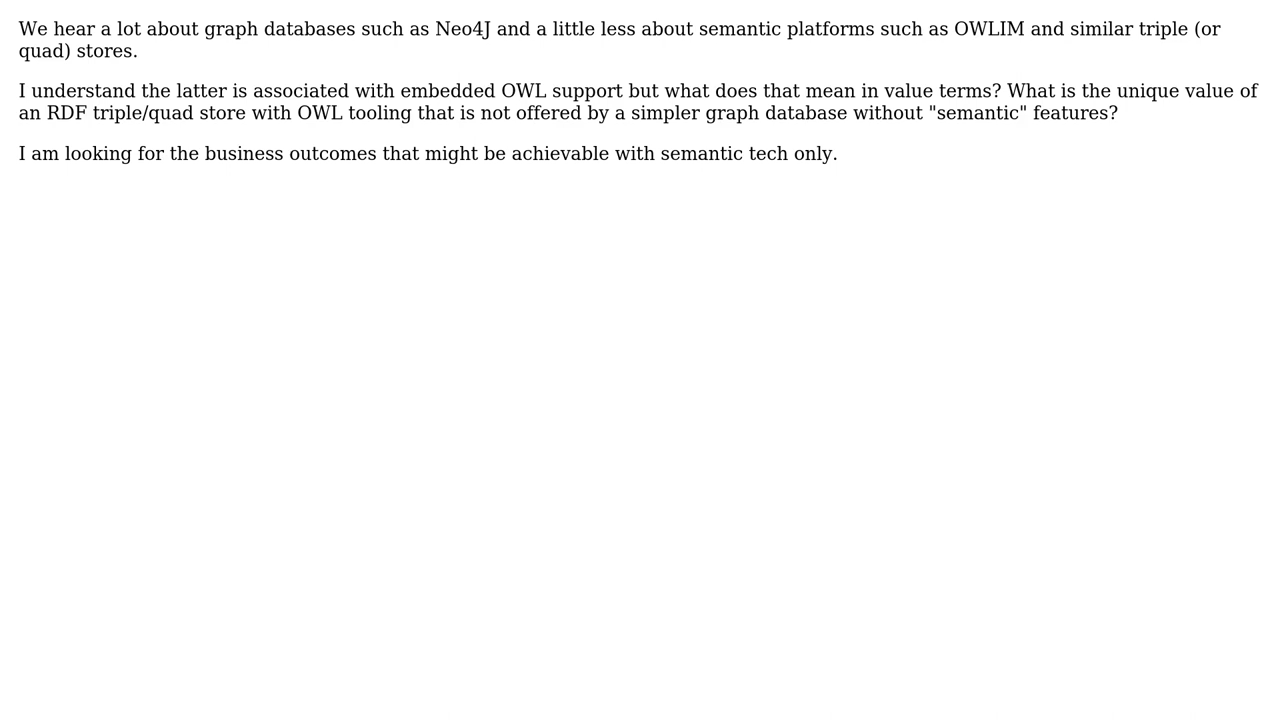 We hear a lot about graph databases such as Neo4J and a little less about semantic platforms such as OWLIM and similar triple (or
quad) stores.
I understand the latter is associated with embedded OWL support but what does that mean in value terms? What is the unique value of
an RDF triple/quad store with OWL tooling that is not offered by a simpler graph database without "semantic" features?
I am looking for the business outcomes that might be achievable with semantic tech only.